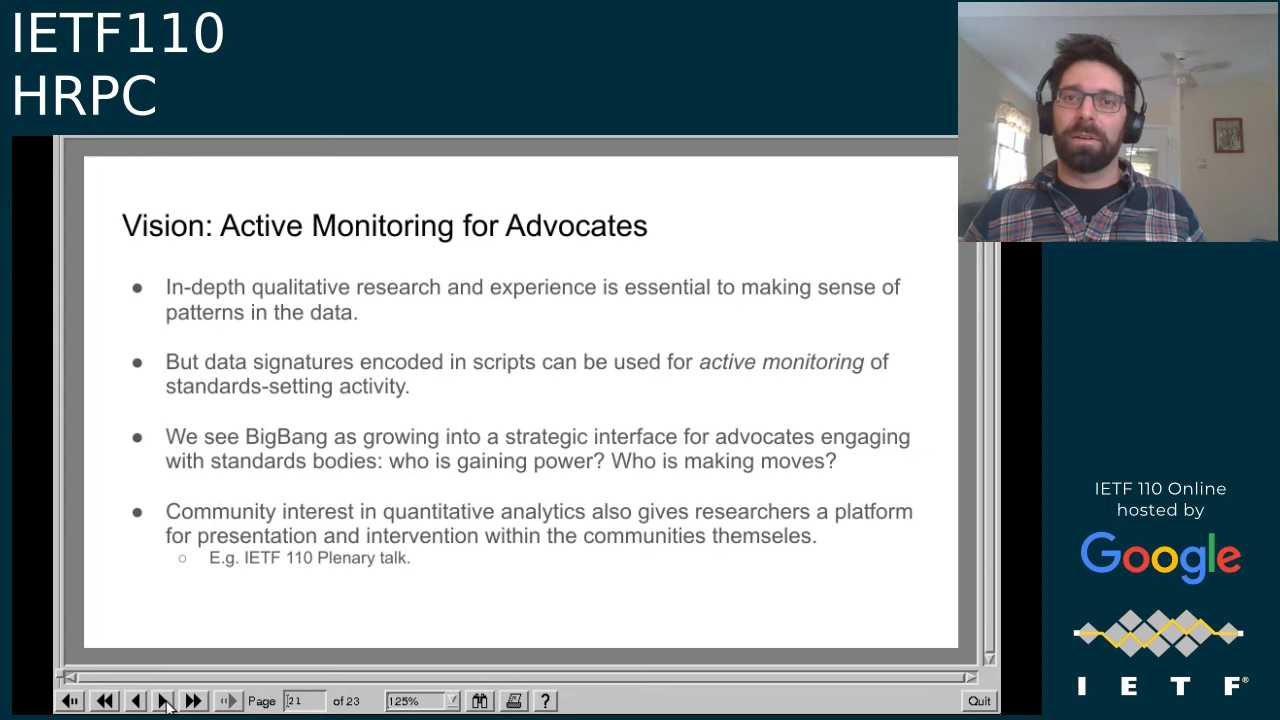 IETF110
HRPC
Vision: Active Monitoring for Advocates
● In-depth qualitative research and experience is essential to making sense of
patterns in the data.
● But data signatures encoded in scripts can be used for active monitoring of
standards-setting activity.
● We see BigBang as growing into a strategic interface for advocates engaging
with standards bodies: who is gaining power? Who is making moves?
● Community interest in quantitative analytics also gives researchers a platform
for presentation and intervention within the communities themseles.
○ E.g. IETF 110 Plenary talk.
Page 21 of 23 125% ? Quit
IETF 110 Online
hosted by
Google
I E T F®